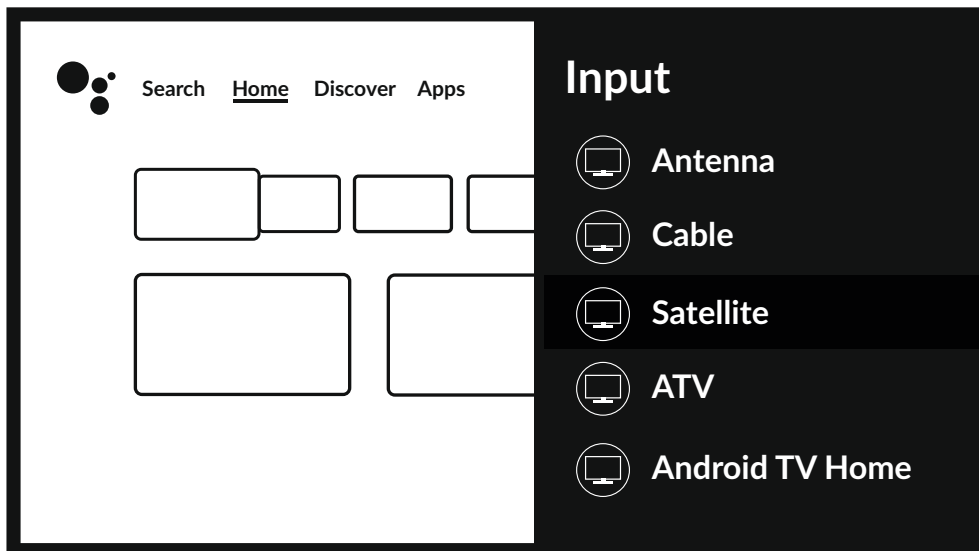 Search Home Discover Apps
Input
Antenna
Cable
Satellite
ATV
Android TV Home